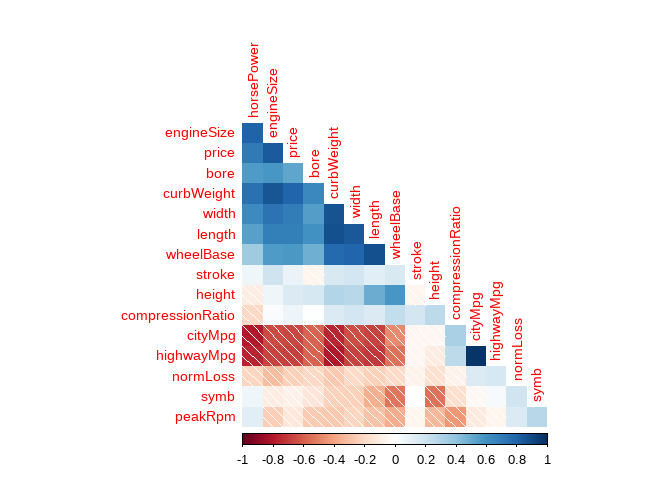 horsePower
engineSize
price
bore
curbWeight
width
length
wheelBase
stroke
height
compressionRatio
cityMpg
highwayMpg
normLoss
symb
engineSize
price
bore
curbWeight
width
length
wheelBase
stroke
height
compressionRatio
cityMpg
highwayMpg
normLoss
symb
peakRpm
-1 -0.8 -0.6 -0.4 -0.2 0 0.2 0.4 0.6 0.8 1